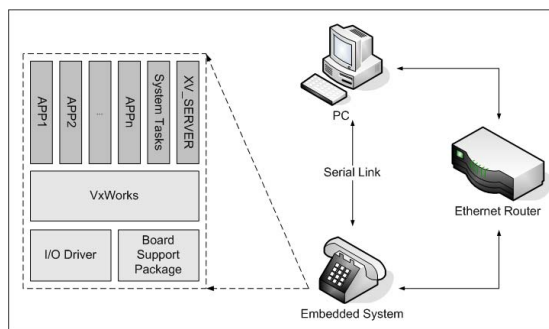 APP1
APP2
...
APPn
System Tasks
XV_SERVER
VxWorks
I/O Driver
Board
Support
Package
PC
Serial Link
Ethernet Router
Embedded System